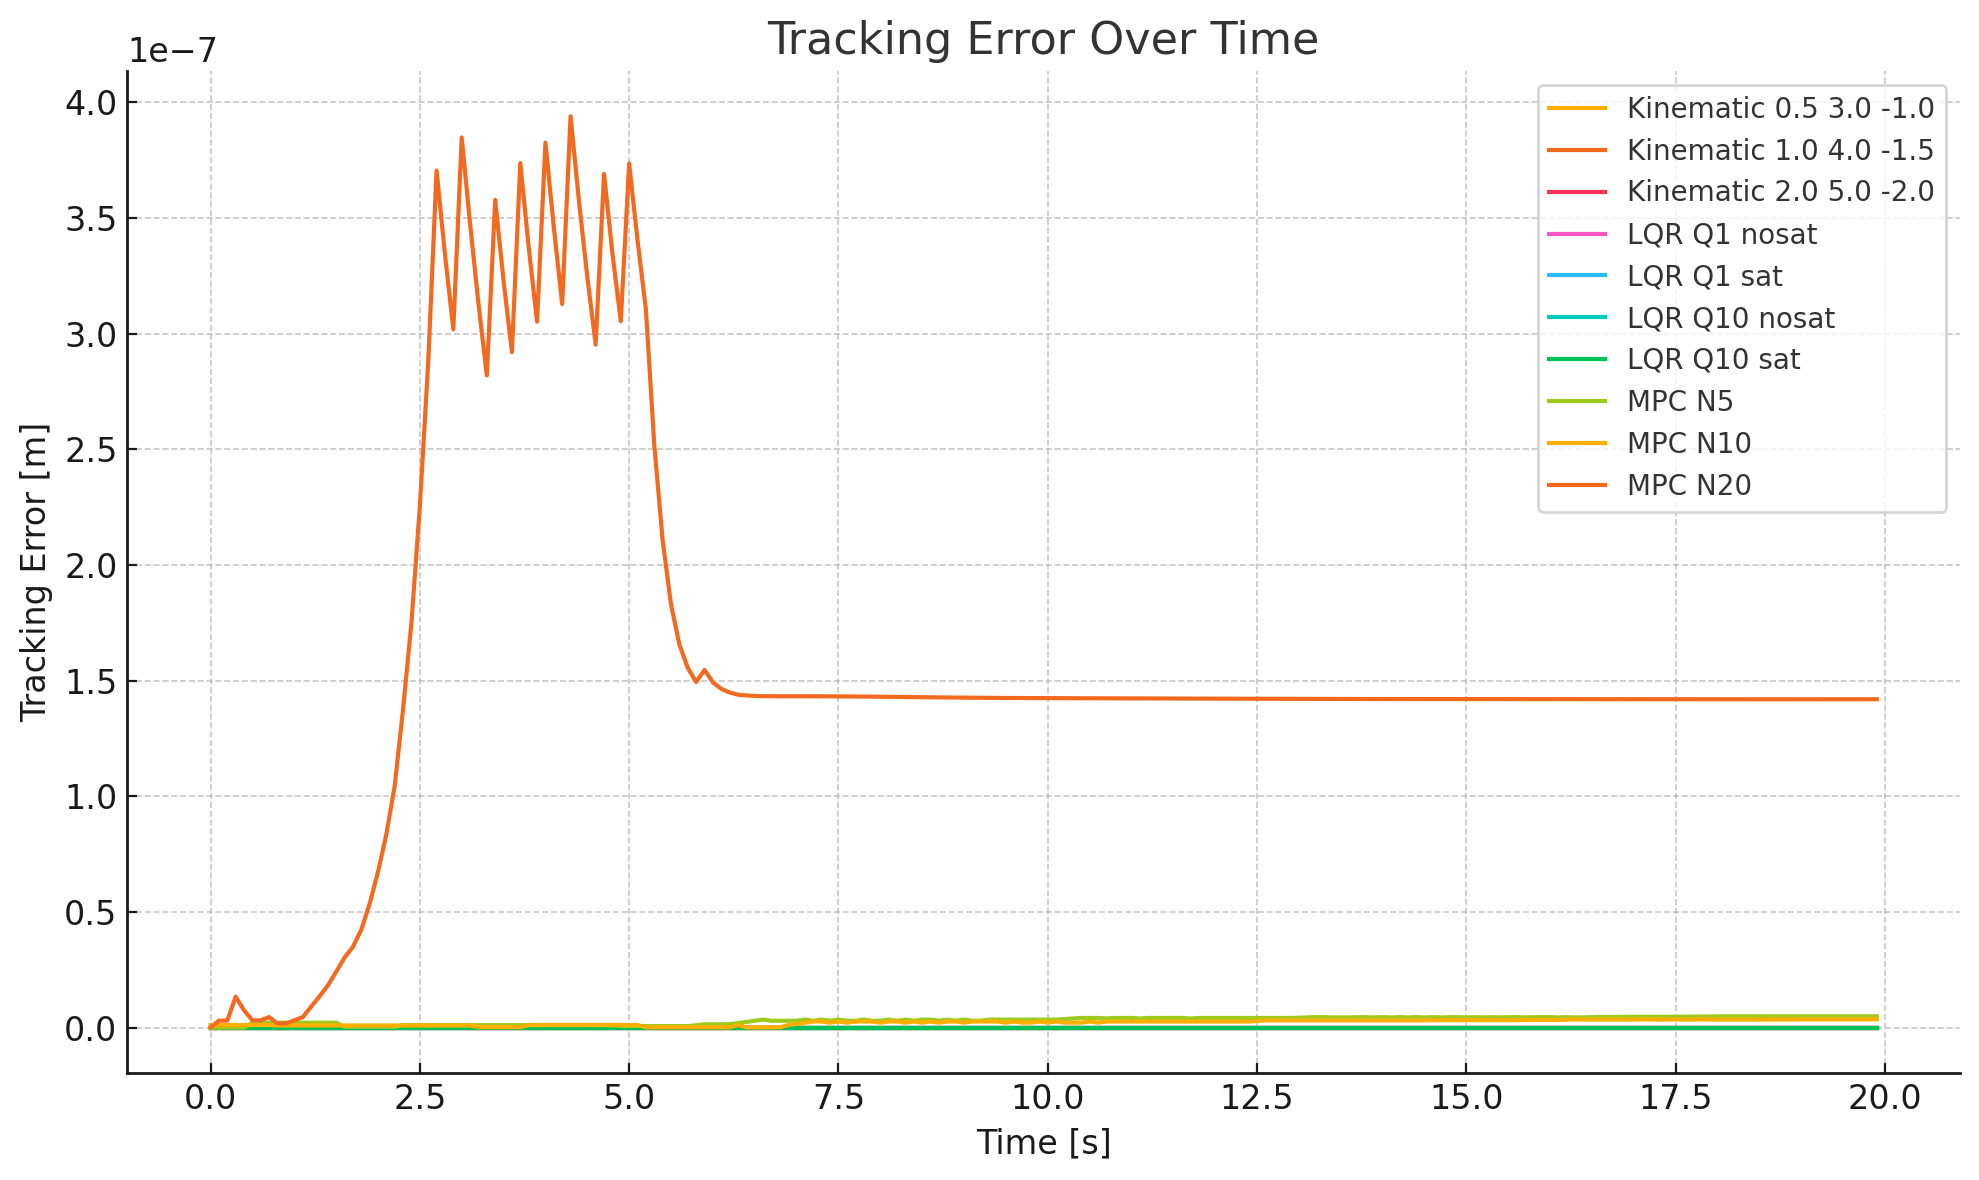 Tracking Error Over Time
1e−7
4.0
3.5
3.0
2.5
2.0
1.5
1.0
0.5
0.0
Tracking Error [m]
Kinematic 0.5 3.0 -1.0
Kinematic 1.0 4.0 -1.5
Kinematic 2.0 5.0 -2.0
LQR Q1 nosat
LQR Q1 sat
LQR Q10 nosat
LQR Q10 sat
MPC N5
MPC N10
MPC N20
0.0 2.5 5.0 7.5 10.0 12.5 15.0 17.5 20.0
Time [s]